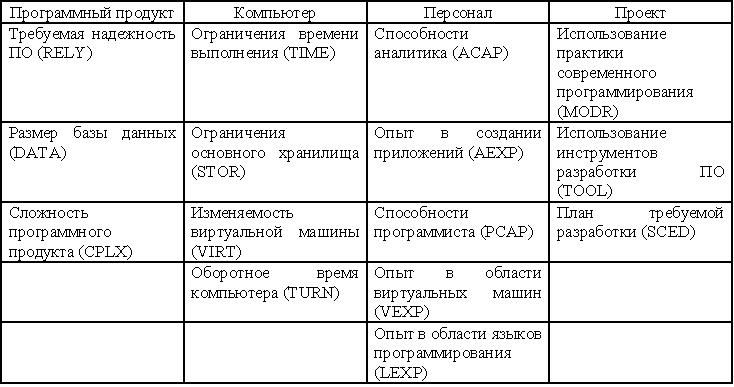 Программный продукт
Компьютер
Персонал
Проект
Требуемая надежность
ПО (RELY)
Ограничения времени
выполнения (TIME)
Способности
аналитика (ACAP)
Использование
практики
современного
программирования
(MODR)
Размер базы данных
(DATA)
Ограничения
основного хранилища
(STOR)
Опыт в создании
приложений (AEXP)
Использование
инструментов
разработки ПО
(TOOL)
Сложность
программного
продукта (CPLX)
Изменяемость
виртуальной машины
(VIRT)
Способности
программиста (PCAP)
План требуемой
разработки (SCED)
Оборотное время
компьютера (TURN)
Опыт в области
виртуальных машин
(VEXP)
Опыт в области языков
программирования
(LEXP)